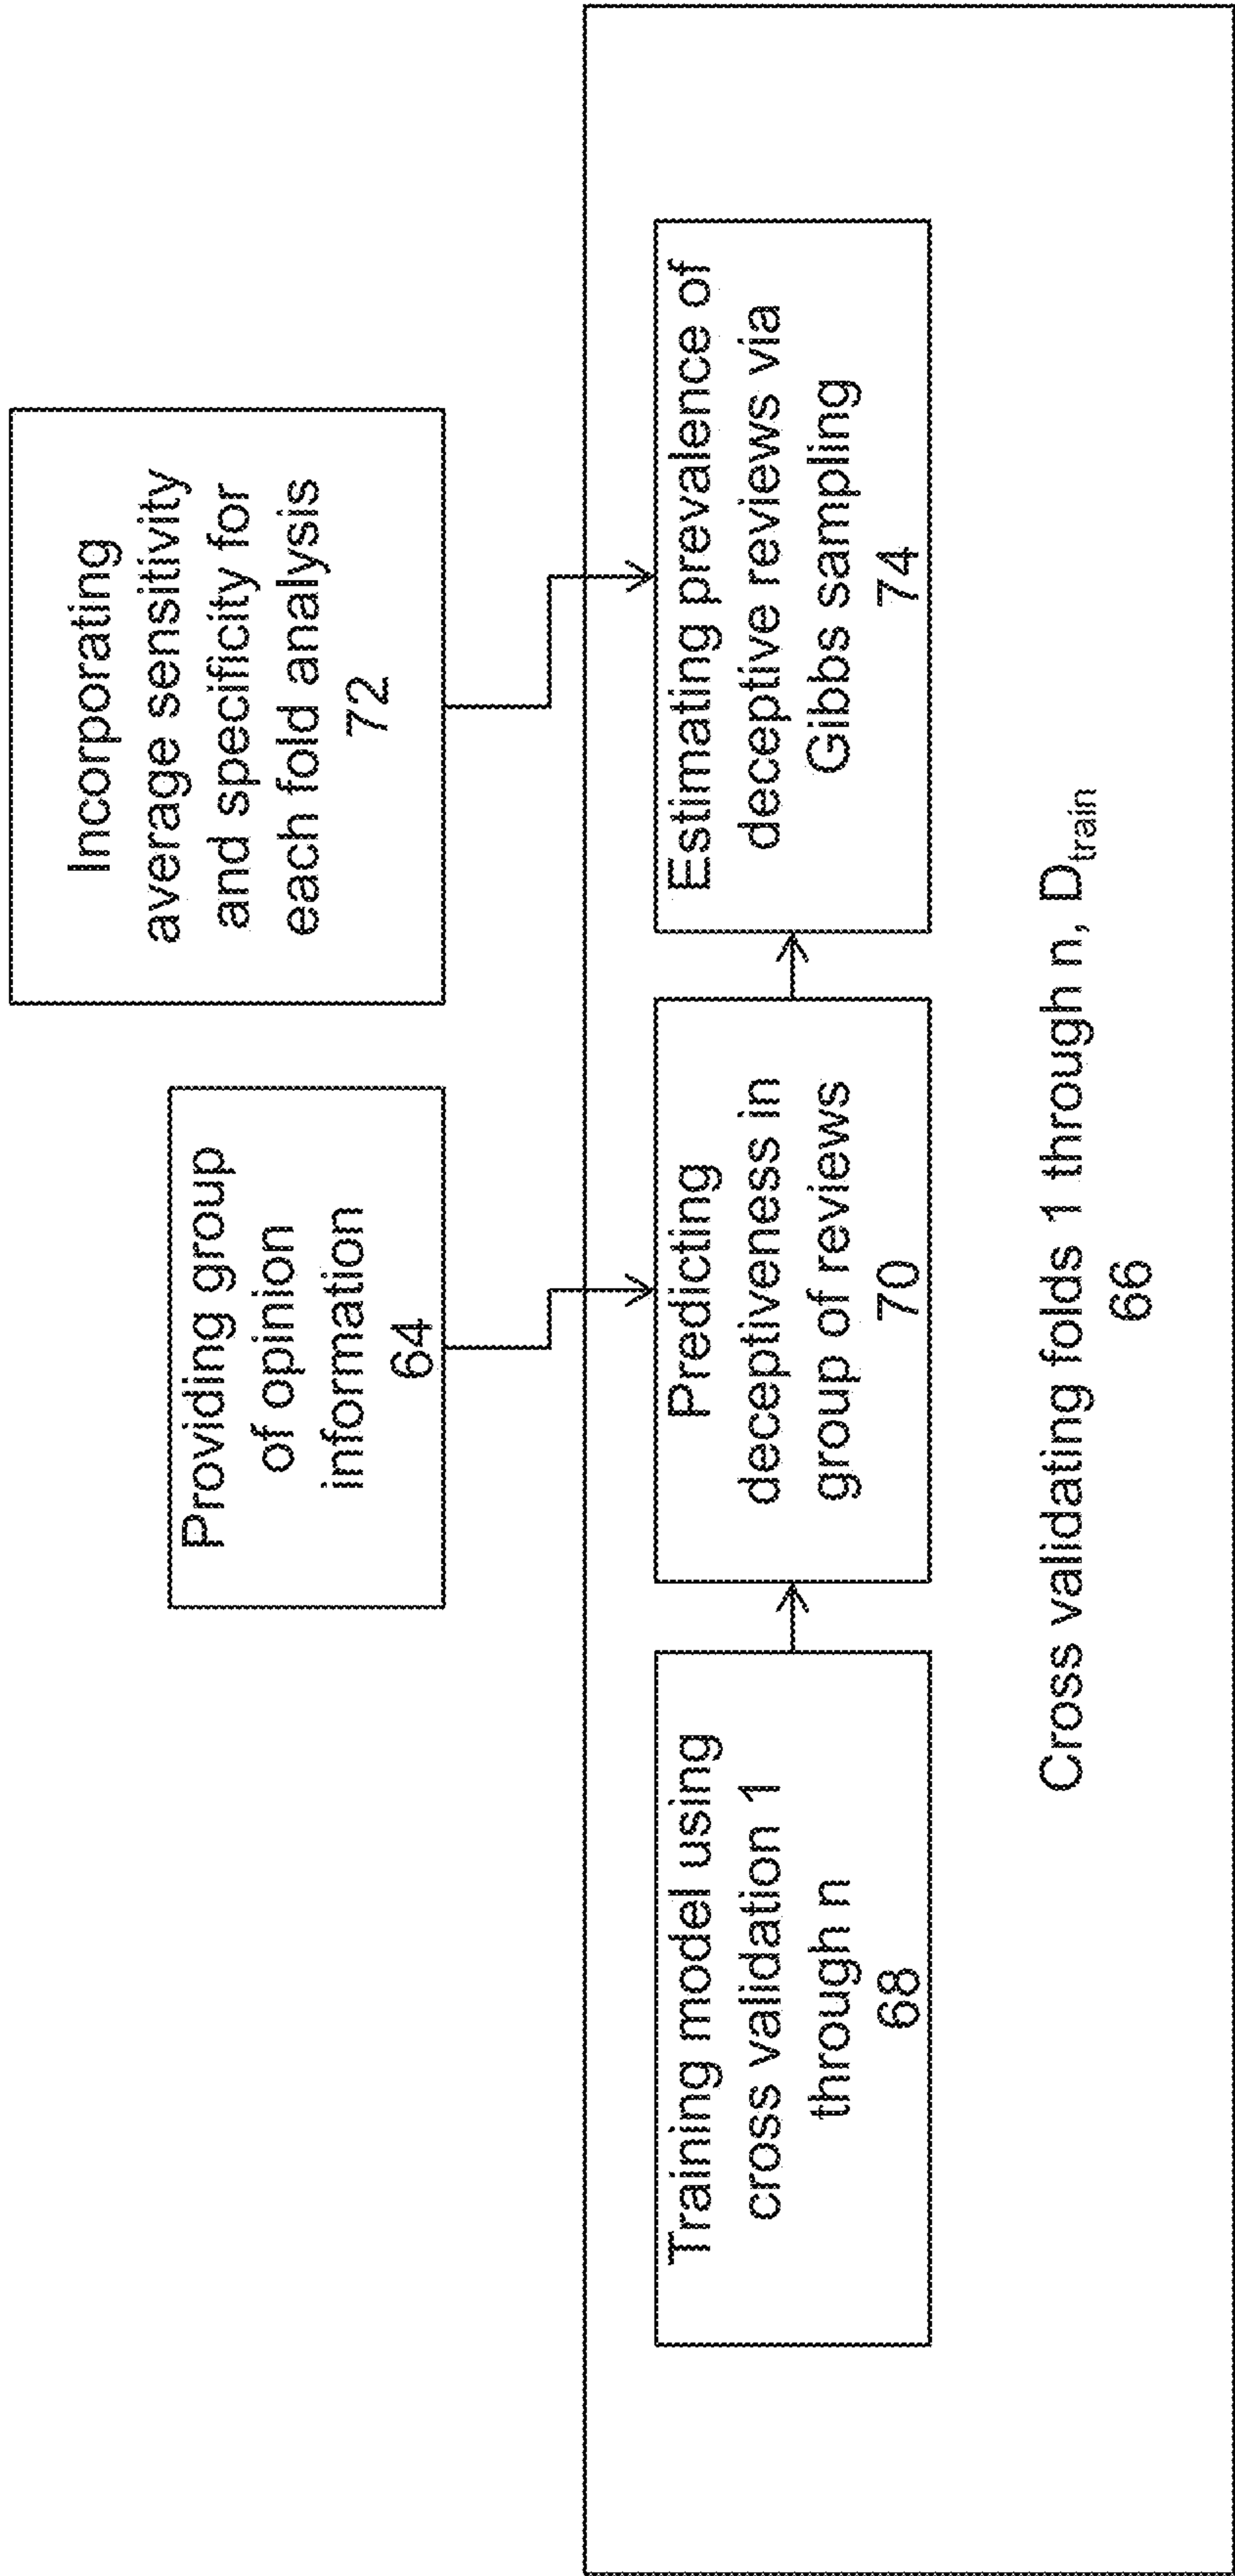 Incorporating
average sensitivity
and specificity for
each fold analysis
72
Providing group
of opinion
information
64
Training model using
cross validation 1
through n
68
Predicting
deceptiveness in
group of reviews
70
Estimating prevalence of
deceptive reviews via
Gibbs sampling
74
Cross validating folds 1 through n, D_train
66